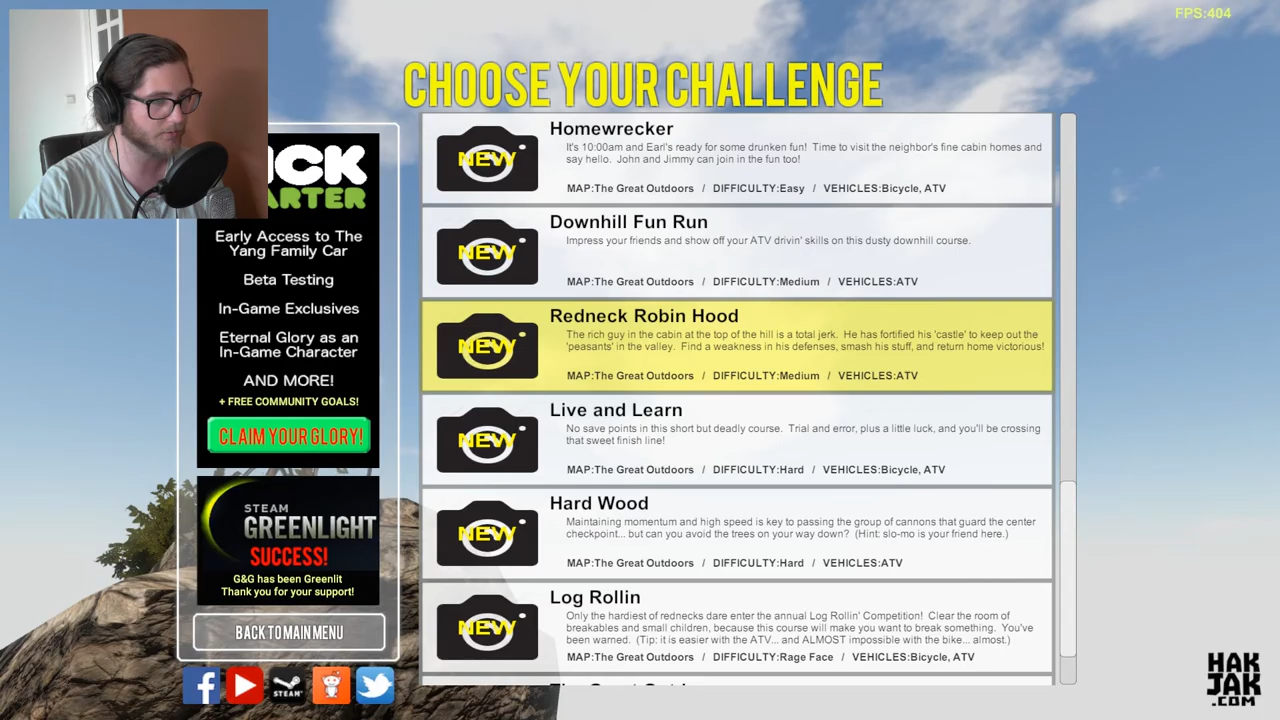 FPS:404
CHOOSE YOUR CHALLENGE
CK
ARTER
Early Access to The
Yang Family Car
Beta Testing
In-Game Exclusives
Eternal Glory as an
In-Game Character
AND MORE!
+ FREE COMMUNITY GOALS!
CLAIM YOUR GLORY!
STEAM
GREENLIGHT
SUCCESS!
G&G has been Greenlit
Thank you for your support!
BACK TO MAIN MENU
STEAM
NEW
Homewrecker
It's 10:00am and Earl's ready for some drunken fun! Time to visit the neighbor's fine cabin homes and
say hello. John and Jimmy can join in the fun too!
MAP:The Great Outdoors / DIFFICULTY:Easy / VEHICLES:Bicycle, ATV
NEW
Downhill Fun Run
Impress your friends and show off your ATV drivin' skills on this dusty downhill course.
MAP:The Great Outdoors / DIFFICULTY:Medium / VEHICLES:ATV
NEW
Redneck Robin Hood
The rich guy in the cabin at the top of the hill is a total jerk. He has fortified his 'castle' to keep out the
'peasants' in the valley. Find a weakness in his defenses, smash his stuff, and return home victorious!
MAP:The Great Outdoors / DIFFICULTY:Medium / VEHICLES:ATV
NEW
Live and Learn
No save points in this short but deadly course. Trial and error, plus a little luck, and you'll be crossing
that sweet finish line!
MAP:The Great Outdoors / DIFFICULTY:Hard / VEHICLES:Bicycle, ATV
NEW
Hard Wood
Maintaining momentum and high speed is key to passing the group of cannons that guard the center
checkpoint... but can you avoid the trees on your way down? (Hint: slo-mo is your friend here.)
MAP:The Great Outdoors / DIFFICULTY:Hard / VEHICLES:ATV
NEW
Log Rollin
Only the hardiest of rednecks dare enter the annual Log Rollin' Competition! Clear the room of
breakables and small children, because this course will make you want to break something. You've
been warned. (Tip: it is easier with the ATV... and ALMOST impossible with the bike... almost.)
MAP:The Great Outdoors / DIFFICULTY:Rage Face / VEHICLES:Bicycle, ATV
HAK
JAK
.COM